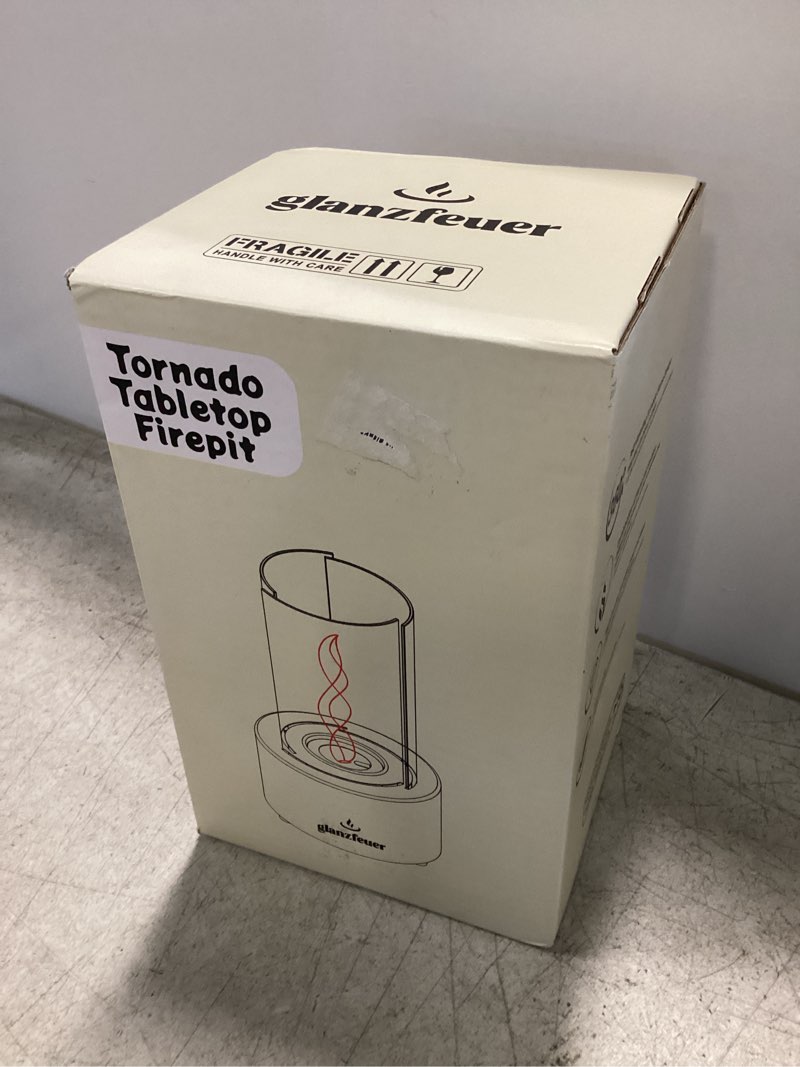 glanzfeuer
FRAGILE
HANDLE WITH CARE
Tornado
Tabletop
Firepit
glanzfeuer